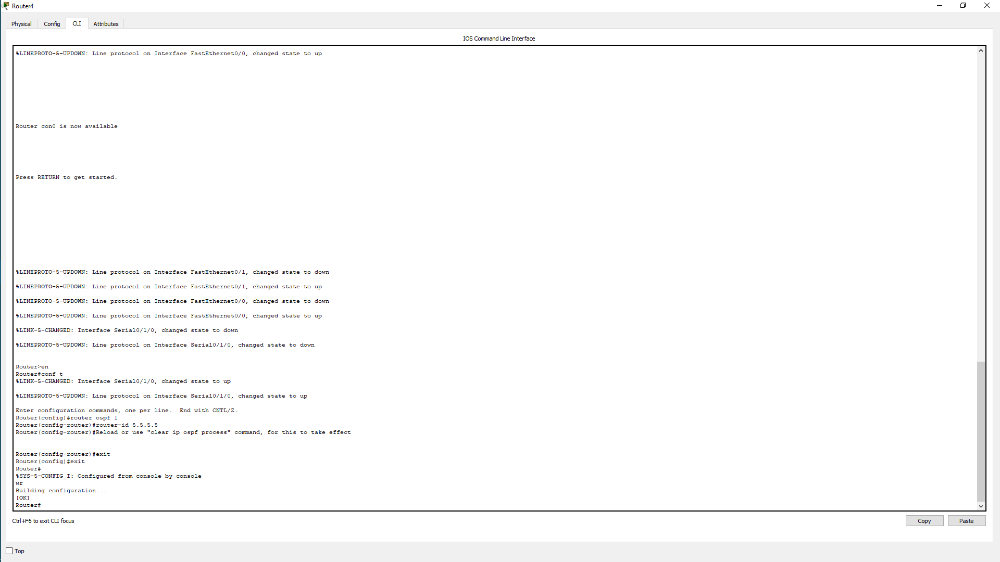 Router4
Physical
Config
CLI
Attributes
IOS Command Line Interface
%LINEPROTO-5-UPDOWN: Line protocol on Interface FastEthernet0/0, changed state to up
Router con0 is now available
Press RETURN to get started.
%LINEPROTO-5-UPDOWN: Line protocol on Interface FastEthernet0/1, changed state to down
%LINEPROTO-5-UPDOWN: Line protocol on Interface FastEthernet0/1, changed state to up
%LINEPROTO-5-UPDOWN: Line protocol on Interface FastEthernet0/0, changed state to down
%LINEPROTO-5-UPDOWN: Line protocol on Interface FastEthernet0/0, changed state to up
%LINK-5-CHANGED: Interface Serial0/1/0, changed state to down
%LINEPROTO-5-UPDOWN: Line protocol on Interface Serial0/1/0, changed state to down
Router>en
Router#conf t
%LINK-5-CHANGED: Interface Serial0/1/0, changed state to up
%LINEPROTO-5-UPDOWN: Line protocol on Interface Serial0/1/0, changed state to up
Enter configuration commands, one per line.  End with CNTL/Z.
Router(config)#router ospf 1
Router(config-router)#router-id 5.5.5.5
Router(config-router)#Reload or use "clear ip ospf process" command, for this to take effect
Router(config-router)#exit
Router(config)#exit
Router#
%SYS-5-CONFIG_I: Configured from console by console
wr
Building configuration...
[OK]
Router#
Ctrl+F6 to exit CLI focus
Copy
Paste
Top